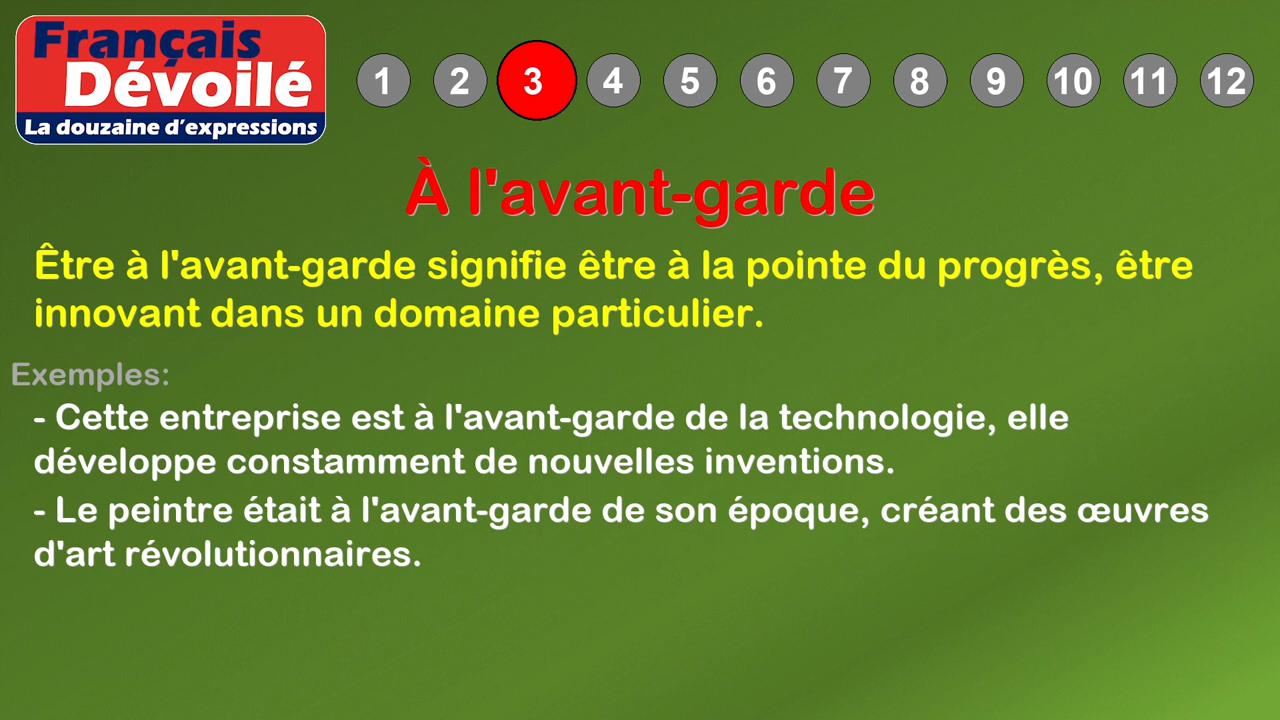 Français
Dévoilé
La douzaine d'expressions
1 2 3 4 5 6 7 8 9 10 11 12
À l'avant-garde
Être à l'avant-garde signifie être à la pointe du progrès, être
innovant dans un domaine particulier.
Exemples:
- Cette entreprise est à l'avant-garde de la technologie, elle
développe constamment de nouvelles inventions.
- Le peintre était à l'avant-garde de son époque, créant des œuvres
d'art révolutionnaires.